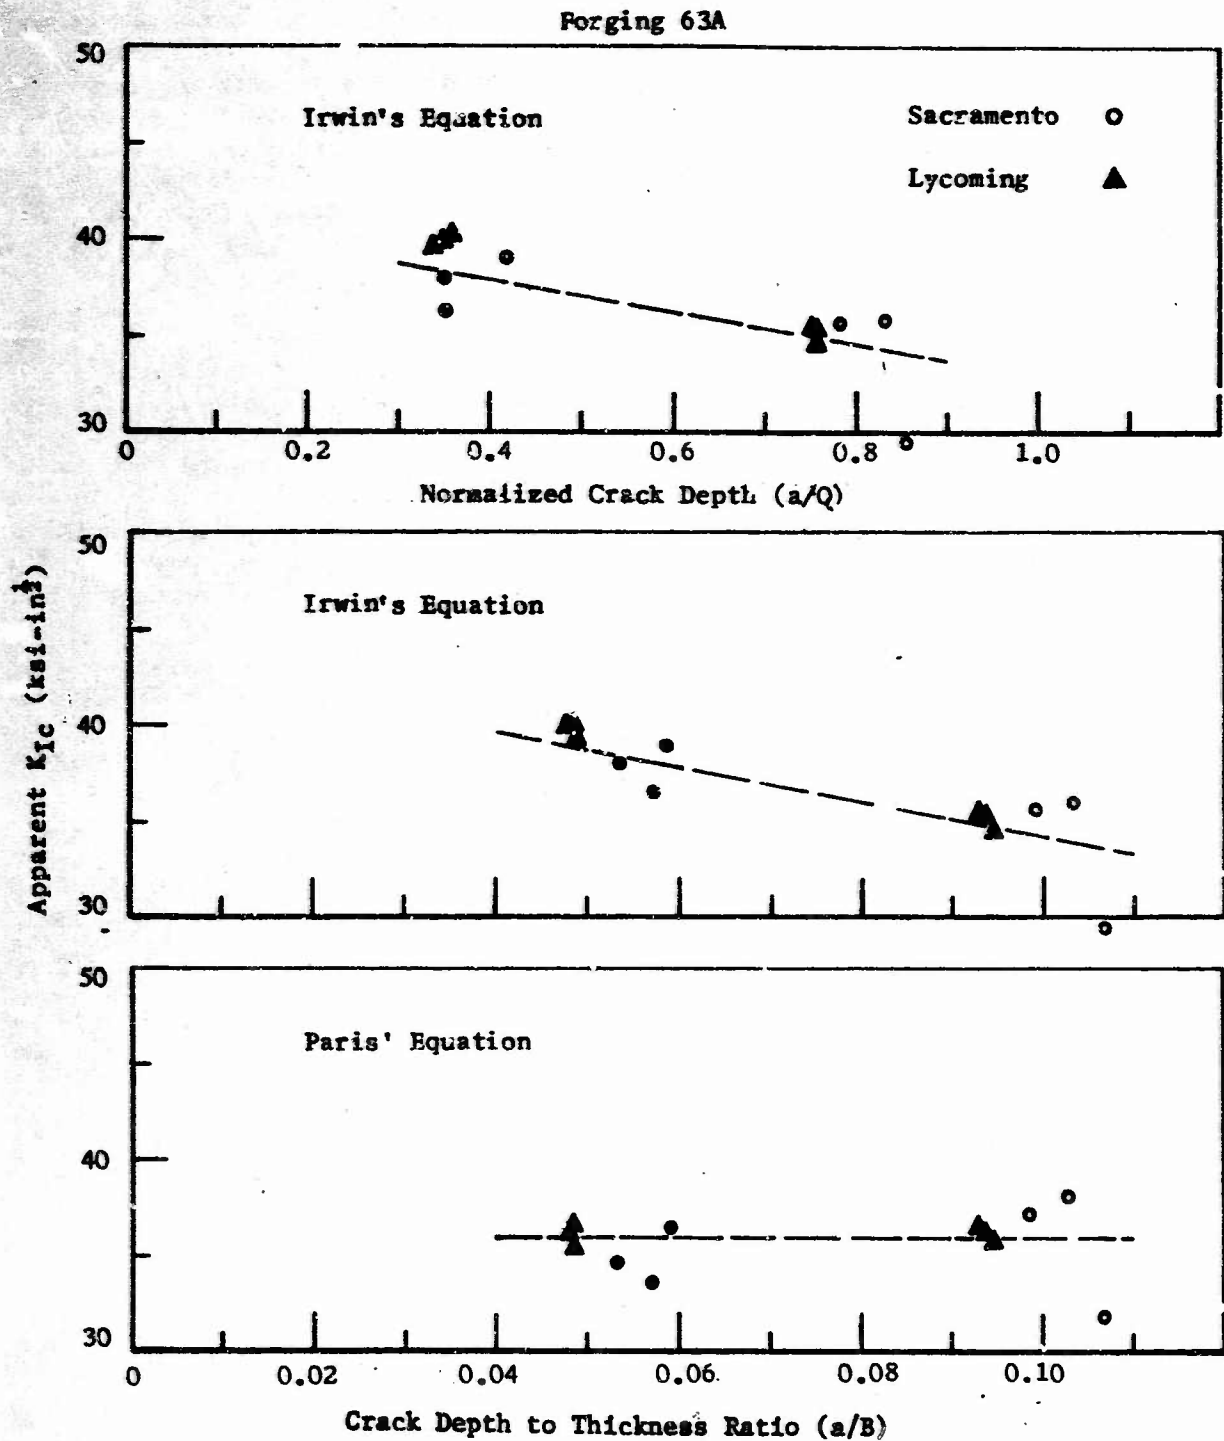 Forging 63A
50
Irwin's Equation
Sacramento
Lycoming
40
30
0 0.2 0.4 0.6 0.8 1.0
Normalized Crack Depth (a/Q)
50
Irwin's Equation
40
30
Apparent K_Ic (ksi-in^½)
50
Paris' Equation
40
30
0 0.02 0.04 0.06 0.08 0.10
Crack Depth to Thickness Ratio (a/B)